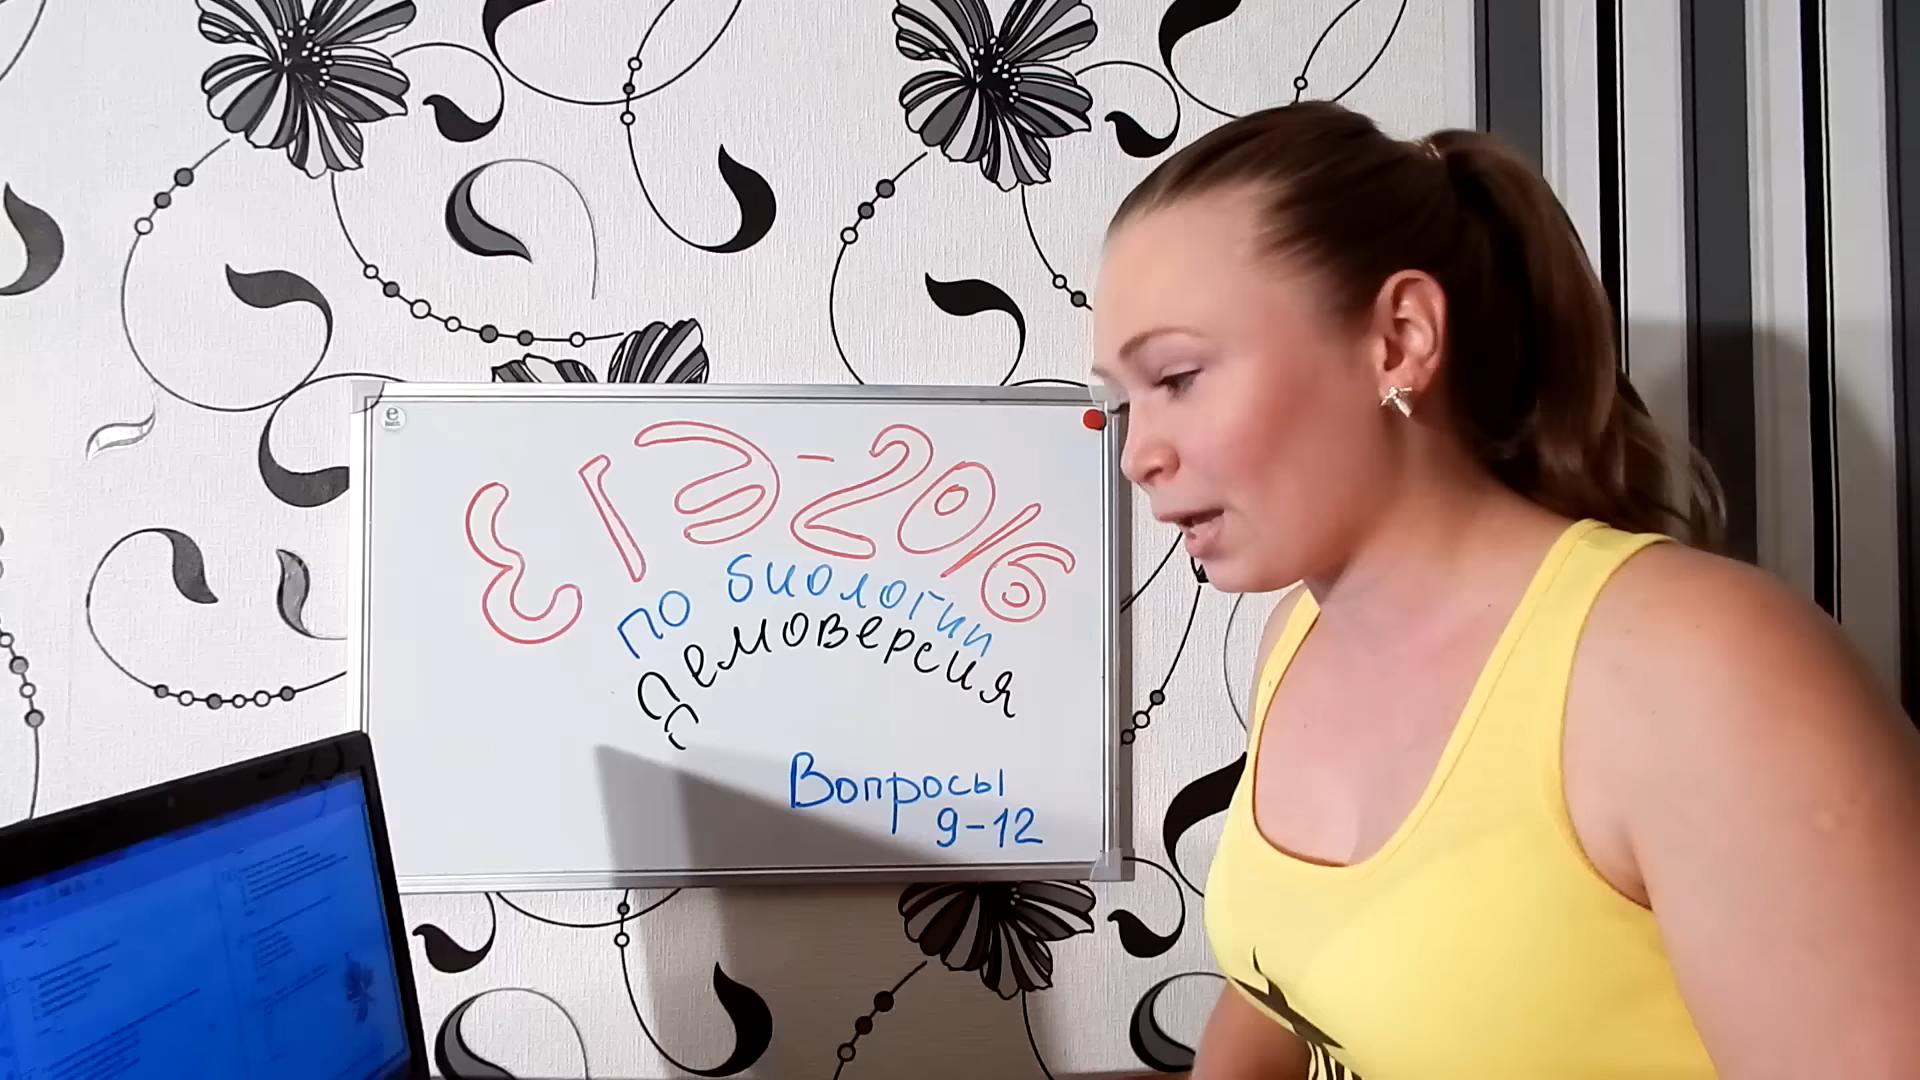 ЕГЭ-2016
по биологии
Демоверсия
Вопросы
9-12